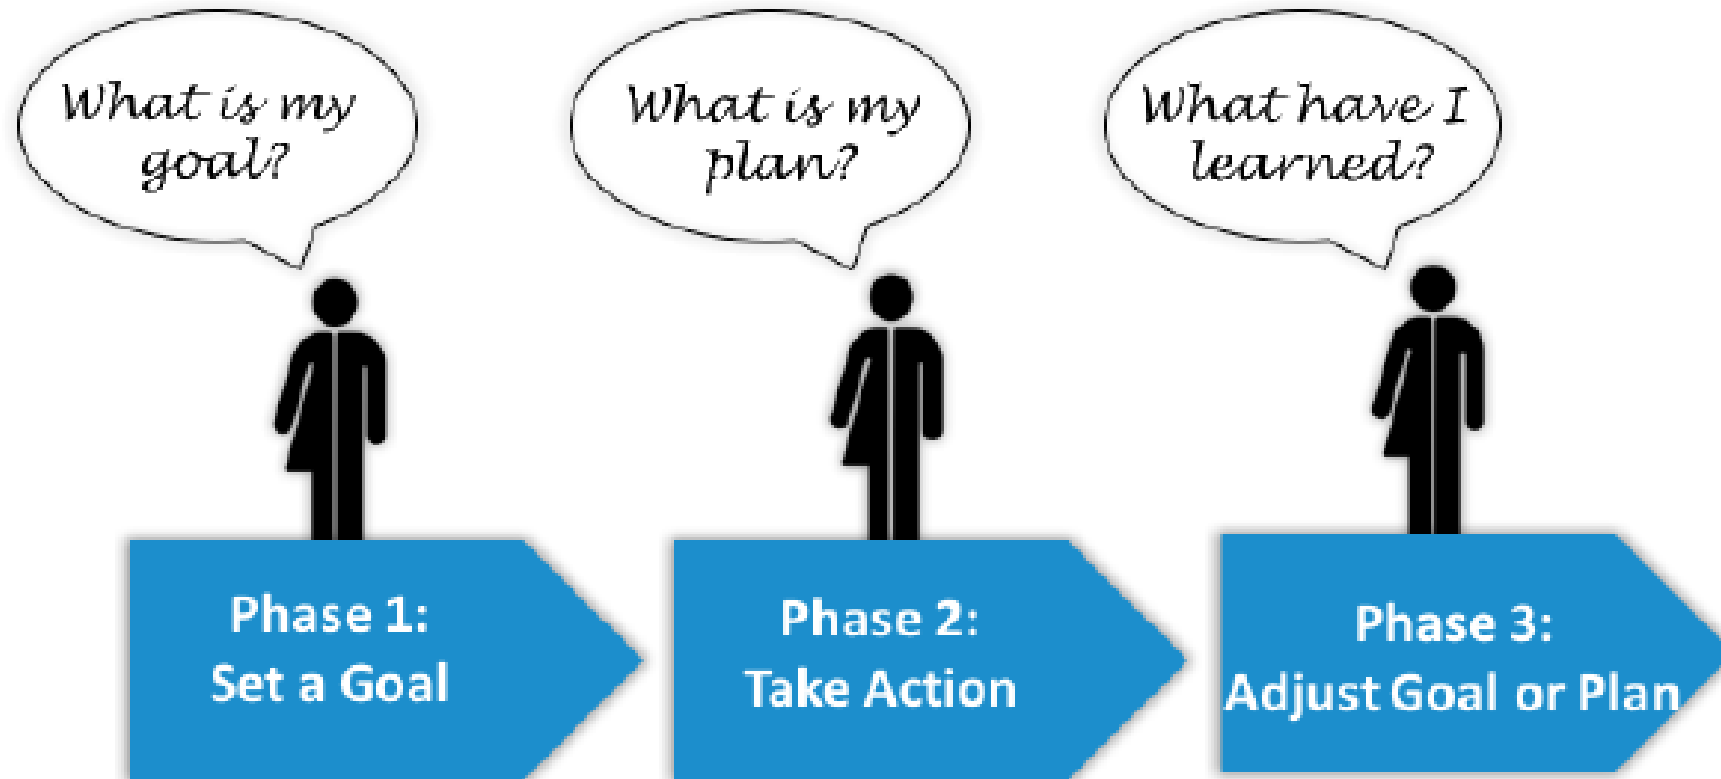 What is my
goal?
What is my
plan?
What have I
learned?
Phase 1:
Set a Goal
Phase 2:
Take Action
Phase 3:
Adjust Goal or Plan